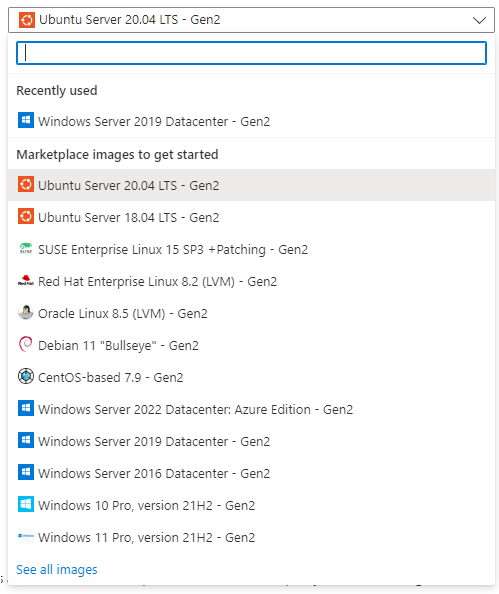 Ubuntu Server 20.04 LTS - Gen2
Recently used
Windows Server 2019 Datacenter - Gen2
Marketplace images to get started
Ubuntu Server 20.04 LTS - Gen2
Ubuntu Server 18.04 LTS - Gen2
SUSE Enterprise Linux 15 SP3 +Patching - Gen2
Red Hat Enterprise Linux 8.2 (LVM) - Gen2
Oracle Linux 8.5 (LVM) - Gen2
Debian 11 "Bullseye" - Gen2
CentOS-based 7.9 - Gen2
Windows Server 2022 Datacenter: Azure Edition - Gen2
Windows Server 2019 Datacenter - Gen2
Windows Server 2016 Datacenter - Gen2
Windows 10 Pro, version 21H2 - Gen2
Windows 11 Pro, version 21H2 - Gen2
See all images